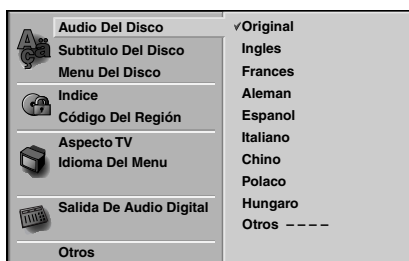 Audio Del Disco
Subtitulo Del Disco
Menu Del Disco
Indice
Código Del Región
Aspecto TV
Idioma Del Menu
Salida De Audio Digital
Otros
✓Original
Ingles
Frances
Aleman
Espanol
Italiano
Chino
Polaco
Hungaro
Otros – – – –